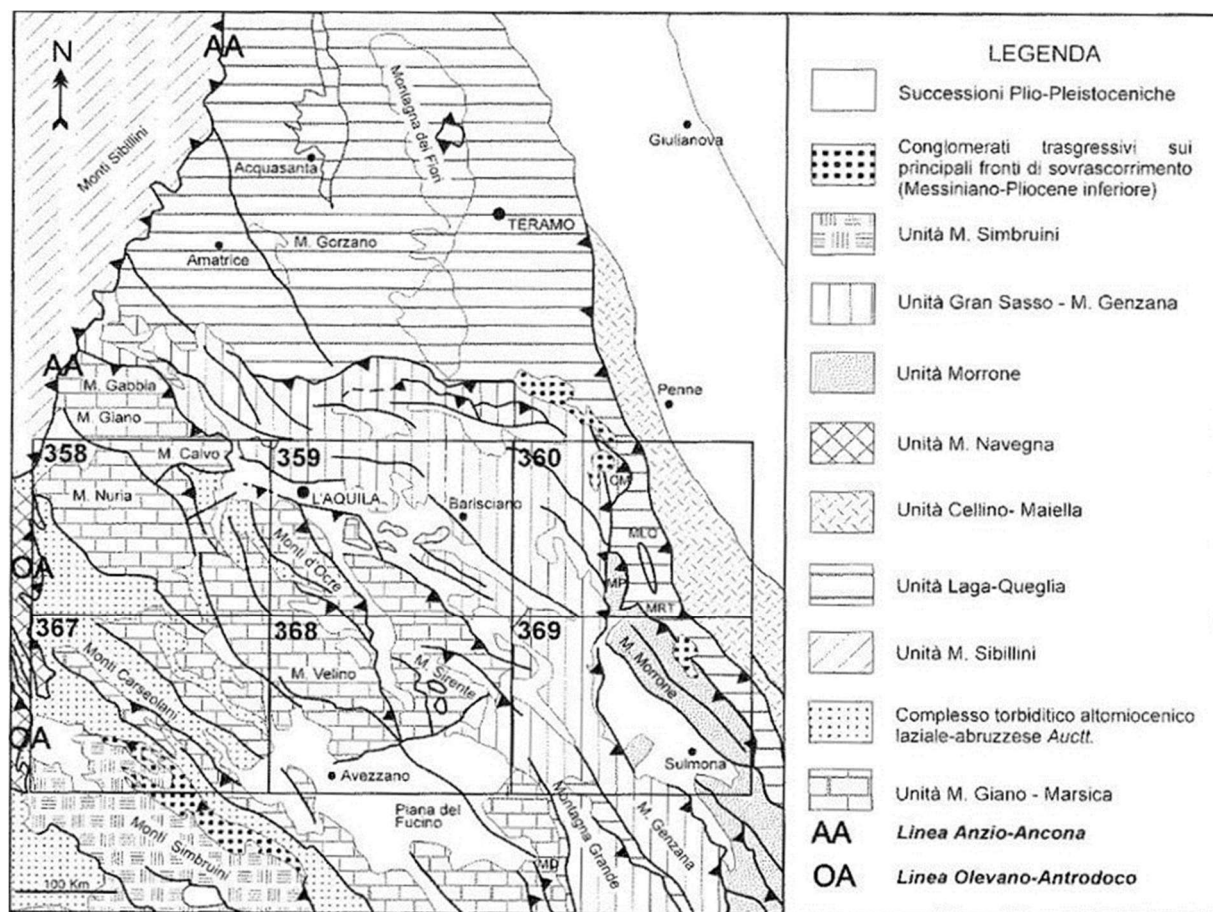 N
AA
Monti Sibillini
Acquasanta
Montagna dei Fiori
Giulianova
TERAMO
M. Gorzano
Amatrice
AA
M. Gabbia
M. Giano
Penne
358
M. Calvo
359
360
M. Nuria
L'AQUILA
Barisciano
CM
MLQ
Monti d'Ocre
OA
MP
MRT
367
368
369
Monti Carseolani
M. Velino
M. Sirente
M. Morrone
OA
Avezzano
Sulmona
Piana del
Fucino
Monti Simbruini
MD
Montagna Grande
M. Genzana
100 Km
LEGENDA
Successioni Plio-Pleistoceniche
Conglomerati trasgressivi sui
principali fronti di sovrascorrimento
(Messiniano-Pliocene inferiore)
Unità M. Simbruini
Unità Gran Sasso - M. Genzana
Unità Morrone
Unità M. Navegna
Unità Cellino- Maiella
Unità Laga-Queglia
Unità M. Sibillini
Complesso torbiditico altomiocenico
laziale-abruzzese Auctt.
Unità M. Giano - Marsica
AA Linea Anzio-Ancona
OA Linea Olevano-Antrodoco